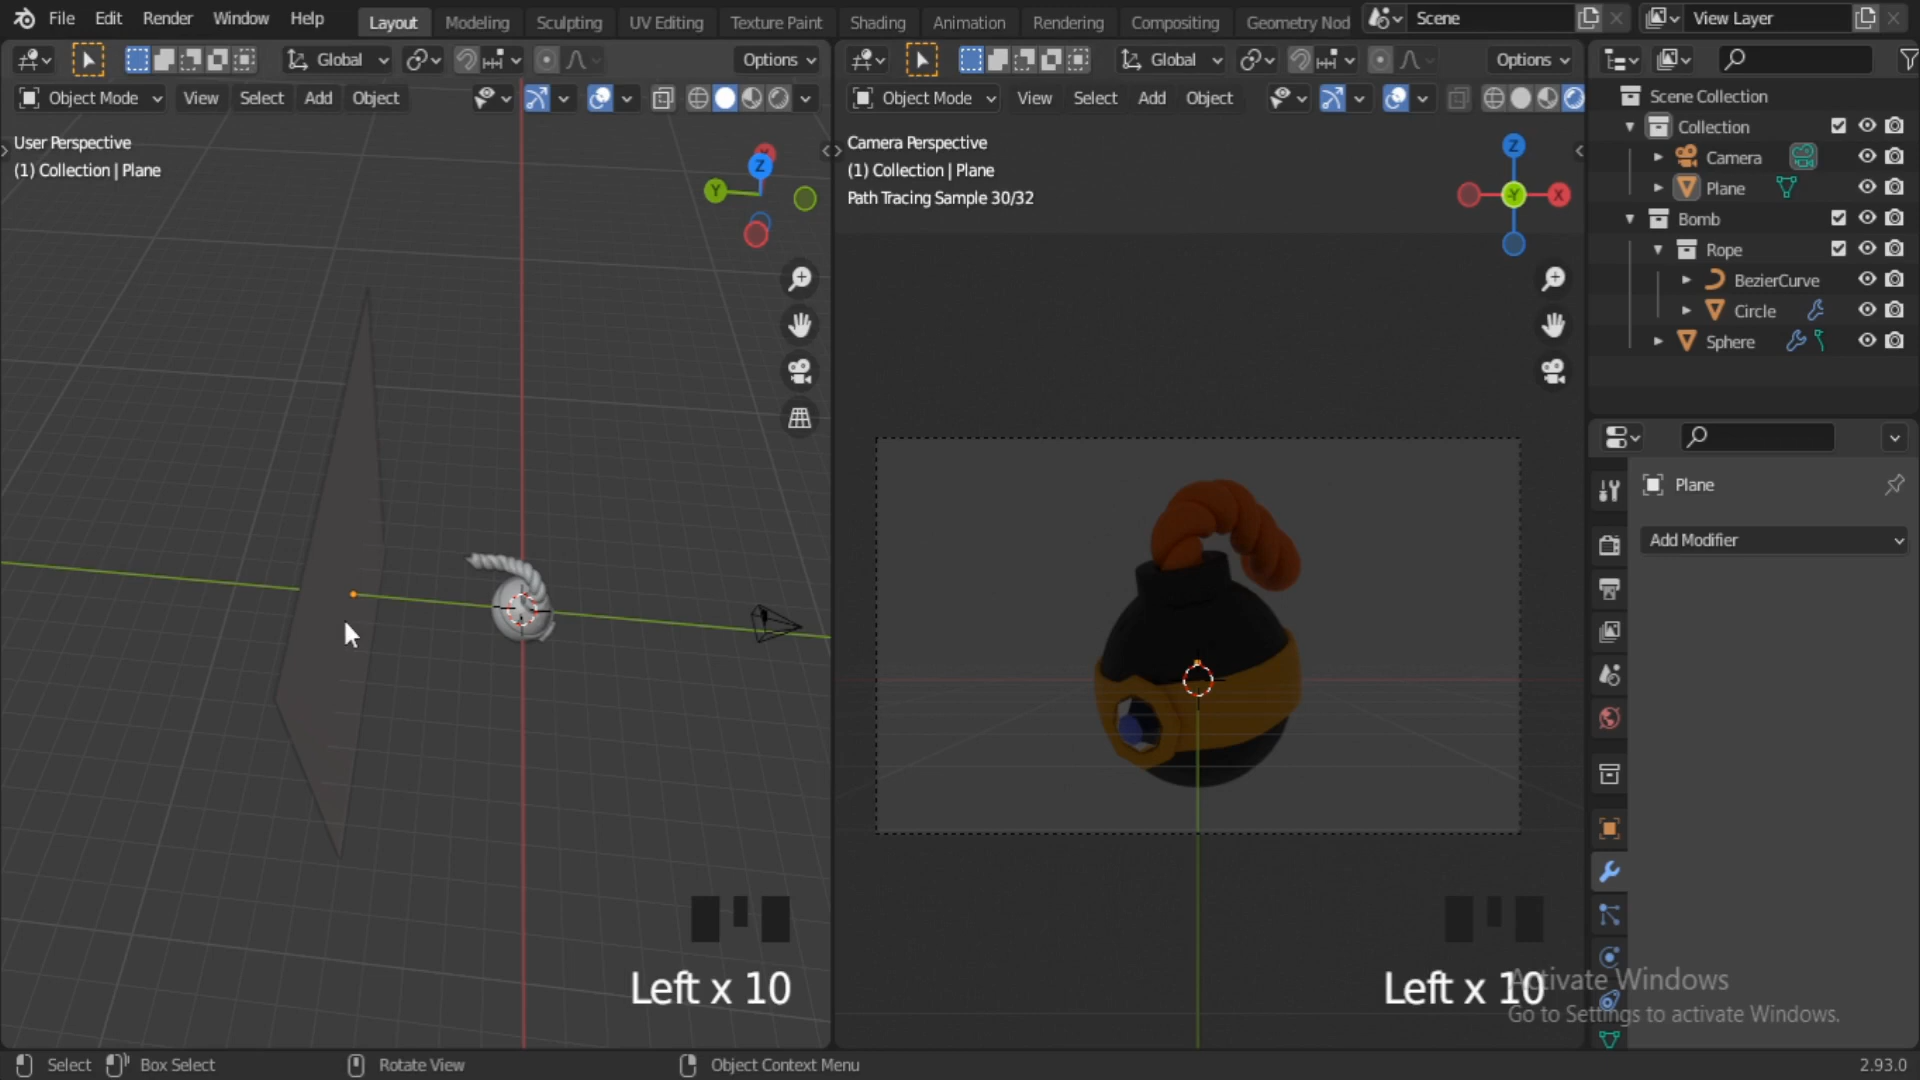 File Edit Render Window Help Layout Modeling Sculpting UV Editing Texture Paint Shading Animation Rendering Compositing Geometry Nod Scene View Layer
Global Options Global Options
Object Mode View Select Add Object Object Mode View Select Add Object
Scene Collection
Collection
Camera
Plane
Bomb
Rope
BezierCurve
Circle
Sphere
User Perspective
(1) Collection | Plane
Z
Y
Camera Perspective
(1) Collection | Plane
Path Tracing Sample 30/32
Z
Y
X
Plane
Add Modifier
Left x 10
Left x 10
Activate Windows
Go to Settings to activate Windows.
Select Box Select Rotate View Object Context Menu 2.93.0